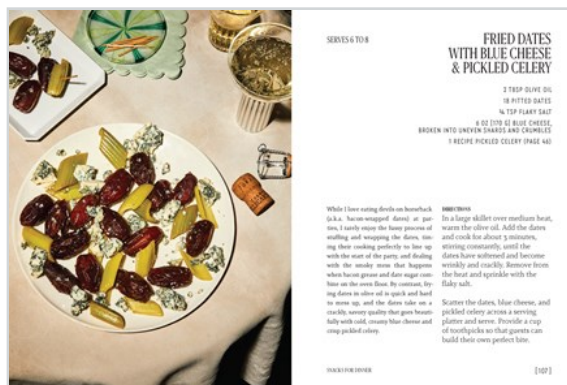 SERVES 6 TO 8
FRIED DATES
WITH BLUE CHEESE
& PICKLED CELERY
2 TBSP OLIVE OIL
18 PITTED DATES
¼ TSP FLAKY SALT
6 OZ [170 G] BLUE CHEESE,
BROKEN INTO UNEVEN SHARDS AND CRUMBLES
1 RECIPE PICKLED CELERY (PAGE 46)
While I love eating devils on horseback
(a.k.a. bacon-wrapped dates) at par-
ties, I rarely enjoy the fussy process of
stuffing and wrapping the dates, tim-
ing their cooking perfectly to line up
with the start of the party, and dealing
with the smoky mess that happens
when bacon grease and date sugar com-
bine on the oven floor. By contrast, fry-
ing dates in olive oil is quick and hard
to mess up, and the dates take on a
crackly, savory quality that goes beauti-
fully with cold, creamy blue cheese and
crisp pickled celery.
DIRECTIONS
In a large skillet over medium heat,
warm the olive oil. Add the dates
and cook for about 5 minutes,
stirring constantly, until the
dates have softened and become
wrinkly and crackly. Remove from
the heat and sprinkle with the
flaky salt.
Scatter the dates, blue cheese, and
pickled celery across a serving
platter and serve. Provide a cup
of toothpicks so that guests can
build their own perfect bite.
SNACKS FOR DINNER
[107]